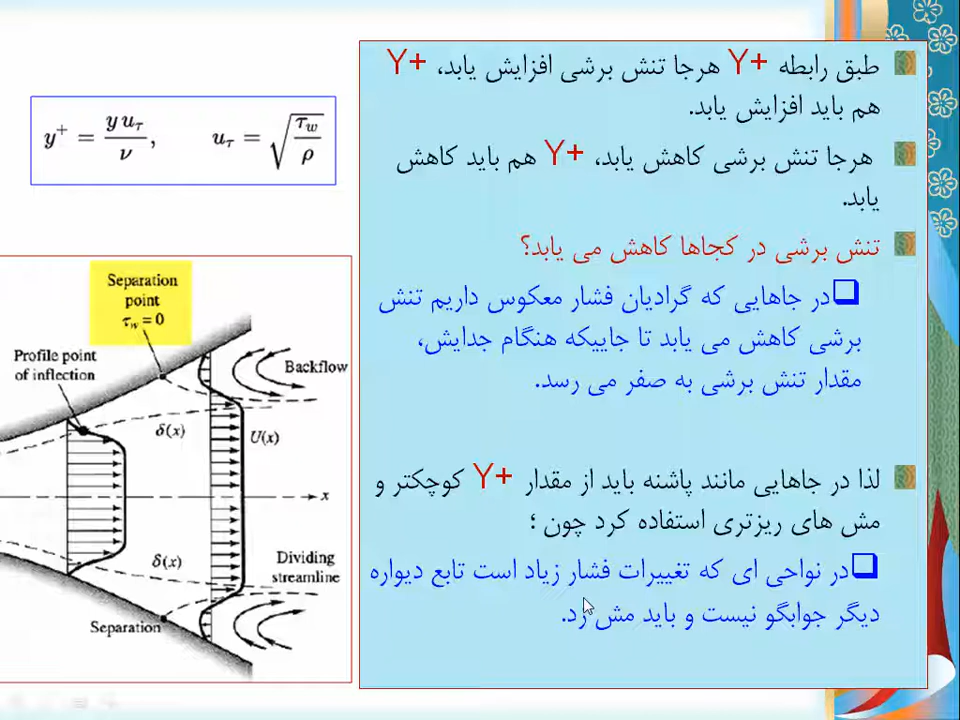 طبق رابطه Y+ هرجا تنش برشی افزایش یابد، Y+
هم باید افزایش یابد.
هرجا تنش برشی کاهش یابد، Y+ هم باید کاهش
یابد.
تنش برشی در کجاها کاهش می یابد؟
در جاهایی که گرادیان فشار معکوس داریم تنش
برشی کاهش می یابد تا جاییکه هنگام جدایش،
مقدار تنش برشی به صفر می رسد.
لذا در جاهایی مانند پاشنه باید از مقدار Y+ کوچکتر و
مش های ریزتری استفاده کرد چون ؛
در نواحی ای که تغییرات فشار زیاد است تابع دیواره
دیگر جوابگو نیست و باید مش زد.
y⁺ = y u_τ / ν, u_τ = √(τ_w / ρ)
Separation
point
τ_w = 0
Profile point
of inflection
Backflow
δ(x)
U(x)
x
δ(x)
Dividing
streamline
Separation